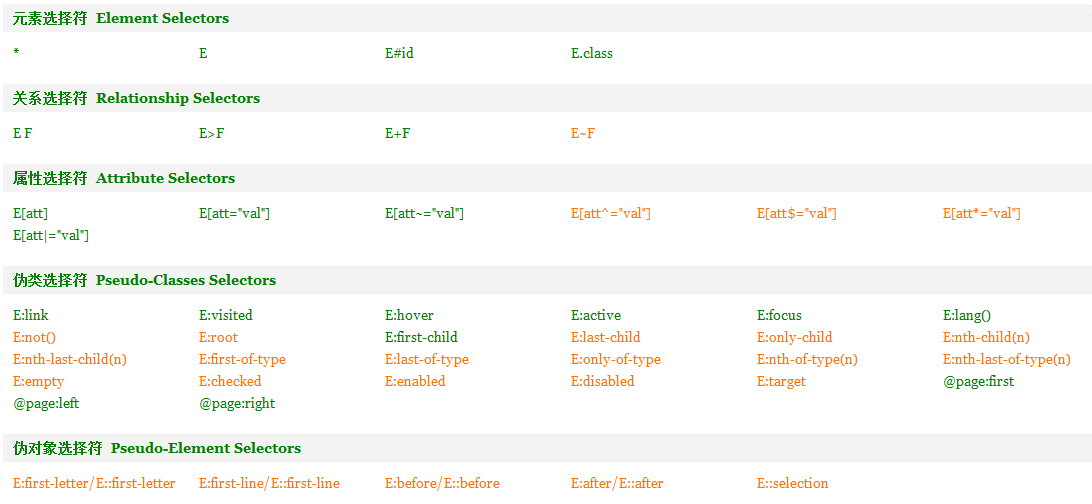 元素选择符 Element Selectors
* E E#id E.class
关系选择符 Relationship Selectors
E F E>F E+F E~F
属性选择符 Attribute Selectors
E[att] E[att="val"] E[att~="val"] E[att^="val"] E[att$="val"] E[att*="val"]
E[att|="val"]
伪类选择符 Pseudo-Classes Selectors
E:link E:visited E:hover E:active E:focus E:lang()
E:not() E:root E:first-child E:last-child E:only-child E:nth-child(n)
E:nth-last-child(n) E:first-of-type E:last-of-type E:only-of-type E:nth-of-type(n) E:nth-last-of-type(n)
E:empty E:checked E:enabled E:disabled E:target @page:first
@page:left @page:right
伪对象选择符 Pseudo-Element Selectors
E:first-letter/E::first-letter E:first-line/E::first-line E:before/E::before E:after/E::after E::selection